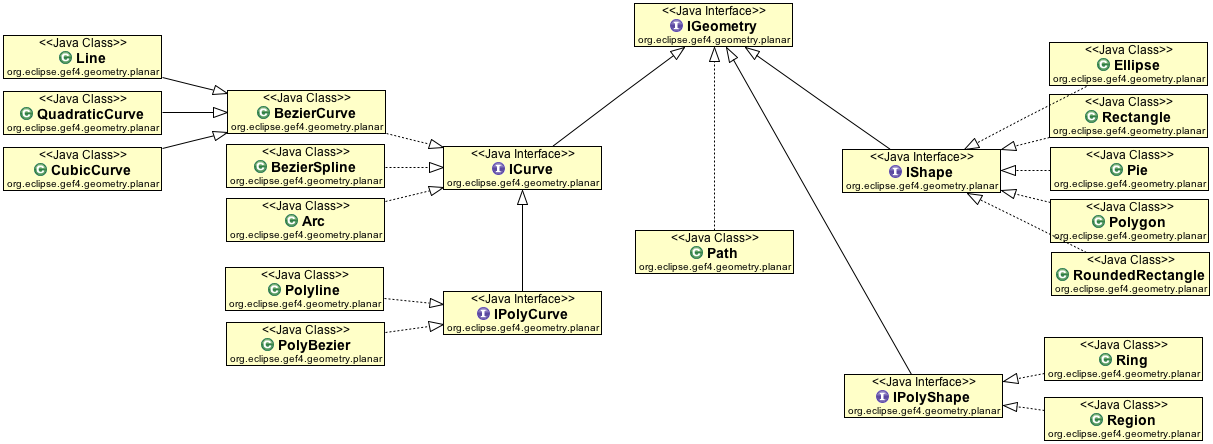 <<Java Interface>>
I IGeometry
org.eclipse.gef4.geometry.planar
<<Java Class>>
C Line
org.eclipse.gef4.geometry.planar
<<Java Class>>
C QuadraticCurve
org.eclipse.gef4.geometry.planar
<<Java Class>>
C CubicCurve
org.eclipse.gef4.geometry.planar
<<Java Class>>
C BezierCurve
org.eclipse.gef4.geometry.planar
<<Java Class>>
C BezierSpline
org.eclipse.gef4.geometry.planar
<<Java Class>>
C Arc
org.eclipse.gef4.geometry.planar
<<Java Class>>
C Polyline
org.eclipse.gef4.geometry.planar
<<Java Class>>
C PolyBezier
org.eclipse.gef4.geometry.planar
<<Java Interface>>
I ICurve
org.eclipse.gef4.geometry.planar
<<Java Interface>>
I IPolyCurve
org.eclipse.gef4.geometry.planar
<<Java Class>>
C Path
org.eclipse.gef4.geometry.planar
<<Java Interface>>
I IShape
org.eclipse.gef4.geometry.planar
<<Java Interface>>
I IPolyShape
org.eclipse.gef4.geometry.planar
<<Java Class>>
C Ellipse
org.eclipse.gef4.geometry.planar
<<Java Class>>
C Rectangle
org.eclipse.gef4.geometry.planar
<<Java Class>>
C Pie
org.eclipse.gef4.geometry.planar
<<Java Class>>
C Polygon
org.eclipse.gef4.geometry.planar
<<Java Class>>
C RoundedRectangle
org.eclipse.gef4.geometry.planar
<<Java Class>>
C Ring
org.eclipse.gef4.geometry.planar
<<Java Class>>
C Region
org.eclipse.gef4.geometry.planar